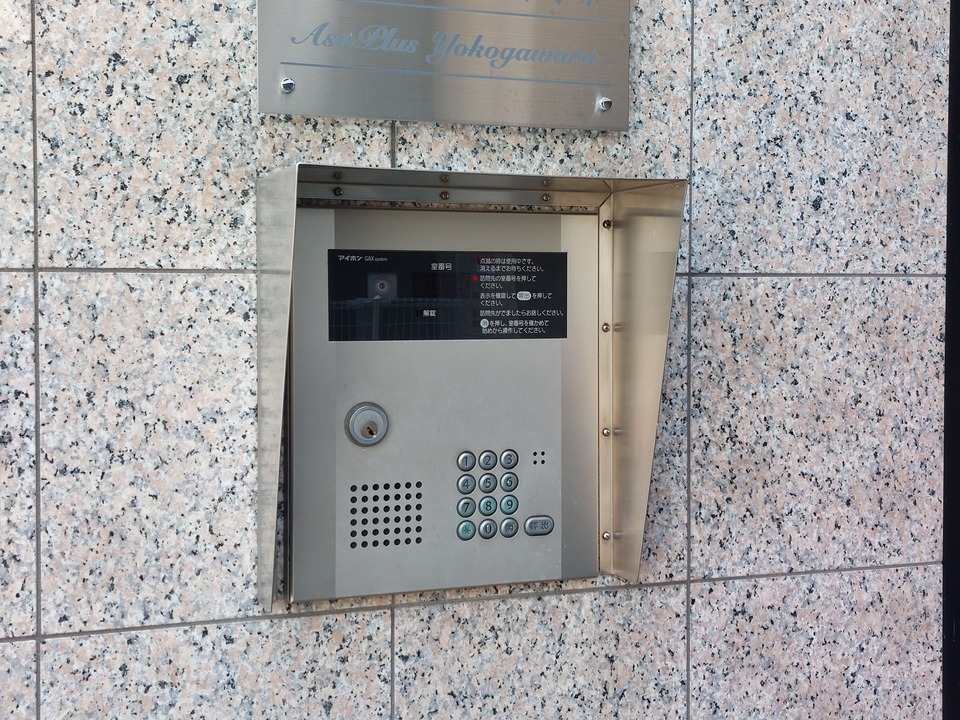 Asa Plus Yokogawara
アイホン GAX system
室番号
解錠
点滅の時は使用中です。
消えるまでお待ちください。
訪問先の室番号を押して
ください。
表示を確認して 呼出 を押して
ください。
訪問先がでましたらお話しください。
消 を押し、室番号を確かめて
始めから操作してください。
1 2 3
4 5 6
7 8 9
※ 0 消 呼出